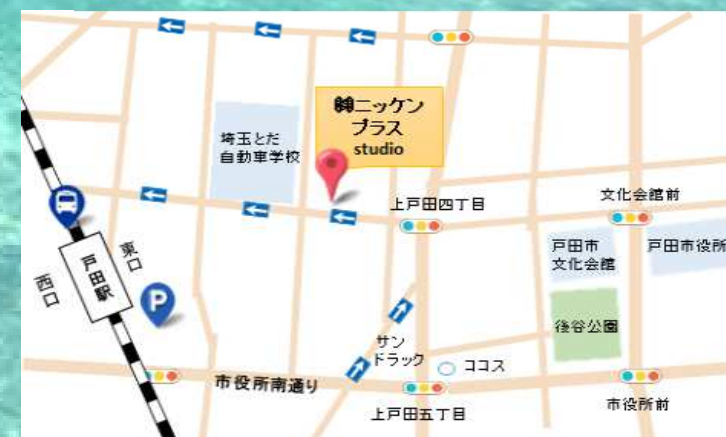 ㈱ニッケン
プラス
studio
埼玉とだ
自動車学校
上戸田四丁目
文化会館前
戸田市
文化会館
戸田市役所
東口
戸田駅
西口
P
後谷公園
サン
ドラック
ココス
市役所南通り
上戸田五丁目
市役所前